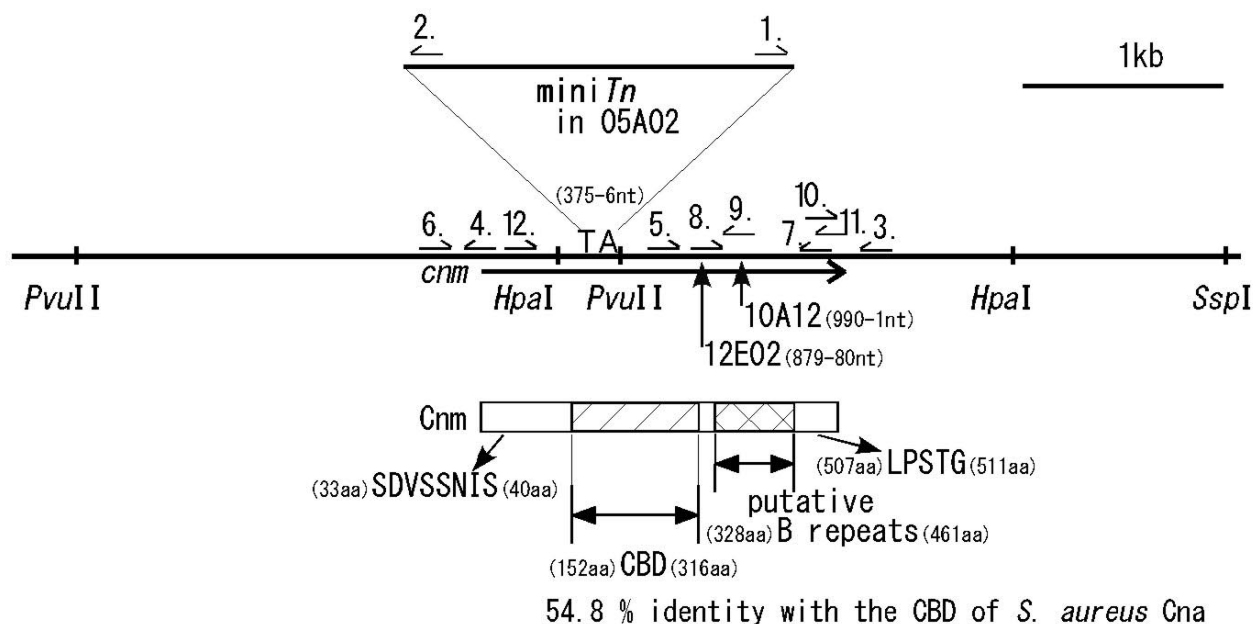 2. 1.
1kb
miniTn
in 05A02
(375-6nt)
6. 4. 12. TA 5. 8. 9. 10. 7. 11. 3.
cnm
PvuII HpaI PvuII HpaI SspI
10A12(990-1nt)
12E02(879-80nt)
Cnm
(33aa)SDVSSNIS(40aa)
(507aa)LPSTG(511aa)
putative
(328aa)B repeats(461aa)
(152aa)CBD(316aa)
54.8 % identity with the CBD of S. aureus Cna